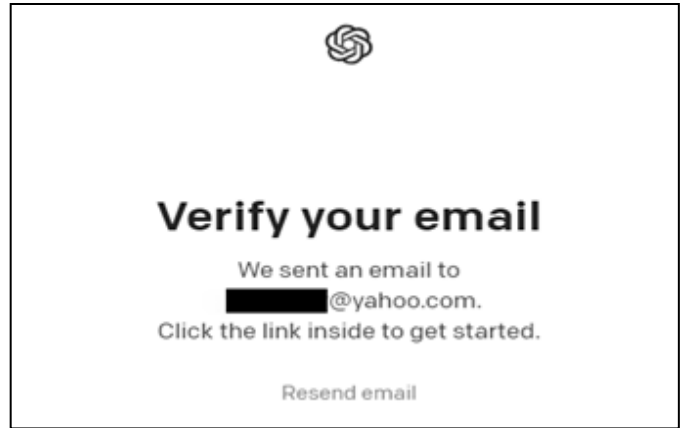 Verify your email
We sent an email to
@yahoo.com.
Click the link inside to get started.
Resend email